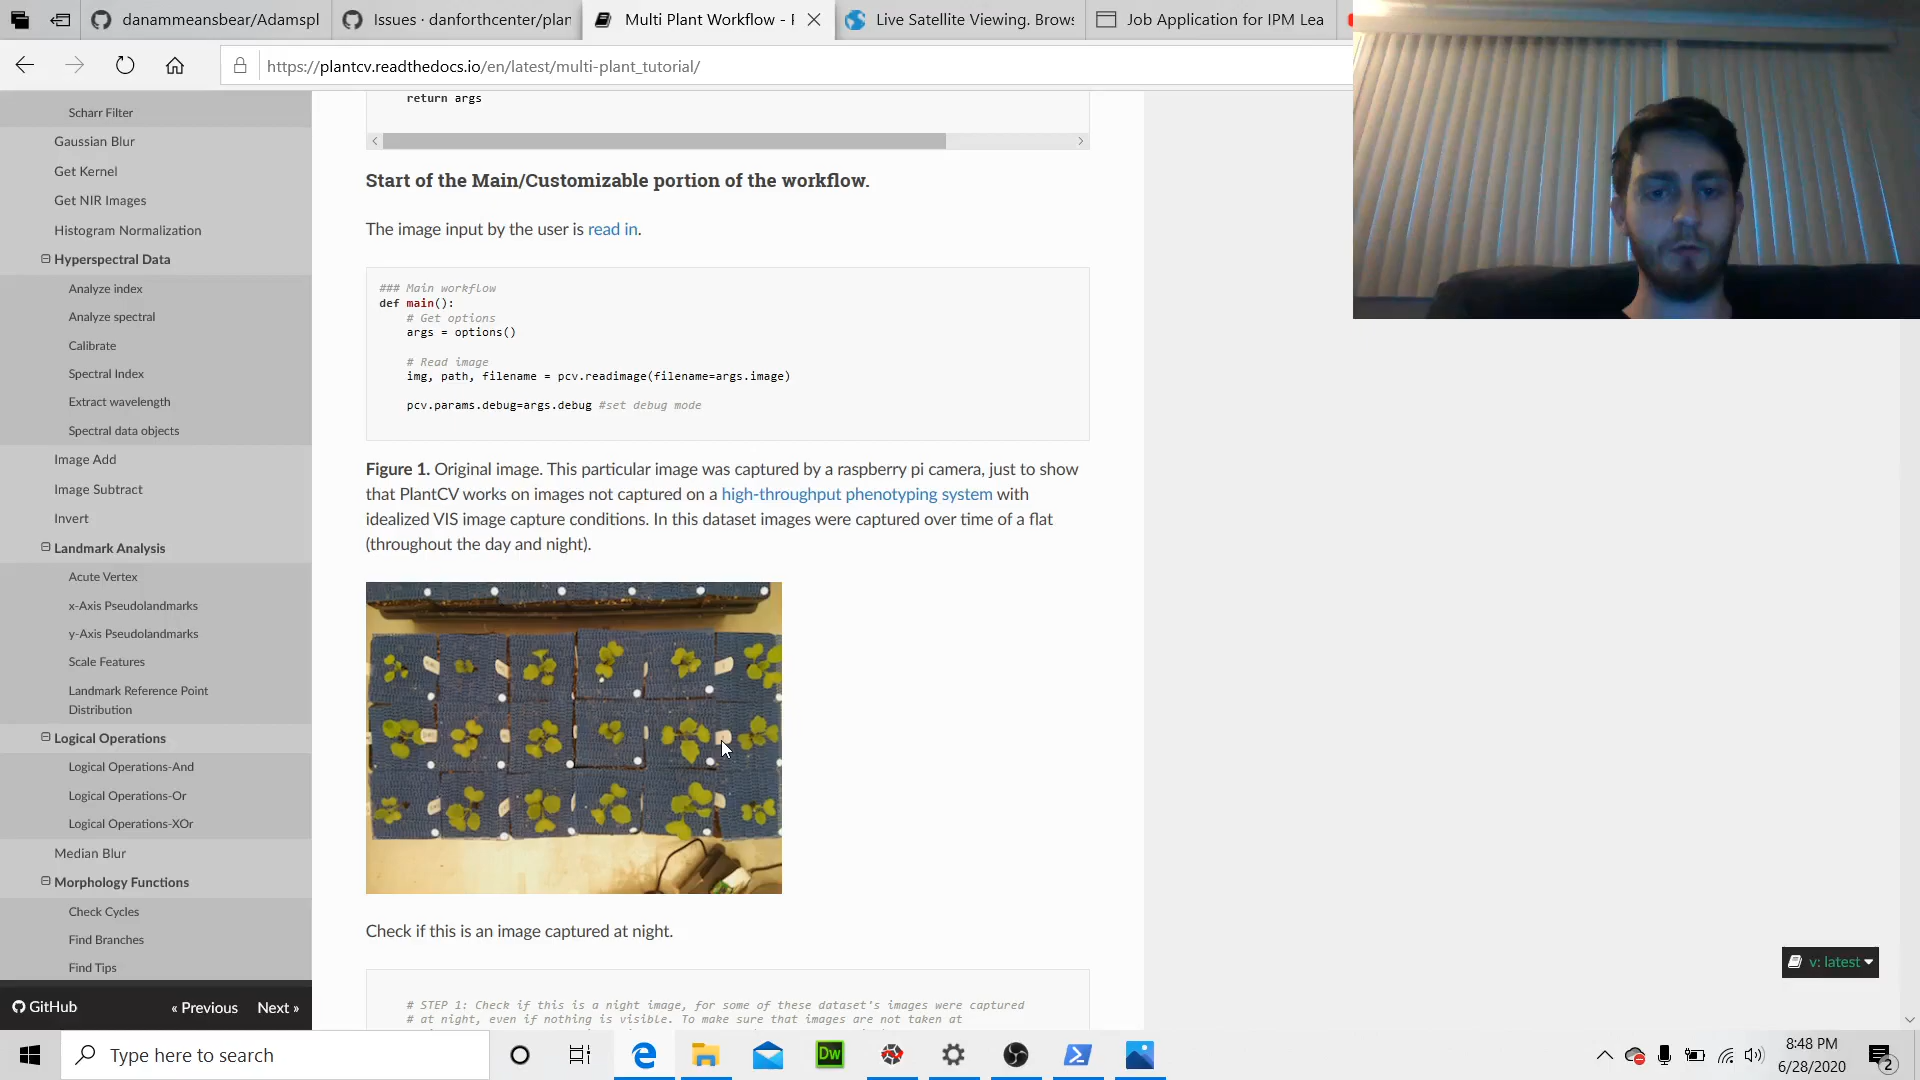 danammeansbear/Adamspl
Issues · danforthcenter/plan
Multi Plant Workflow - P
Live Satellite Viewing. Brows
Job Application for IPM Lea
https://plantcv.readthedocs.io/en/latest/multi-plant_tutorial/
Scharr Filter
Gaussian Blur
Get Kernel
Get NIR Images
Histogram Normalization
Hyperspectral Data
Analyze index
Analyze spectral
Calibrate
Spectral Index
Extract wavelength
Spectral data objects
Image Add
Image Subtract
Invert
Landmark Analysis
Acute Vertex
x-Axis Pseudolandmarks
y-Axis Pseudolandmarks
Scale Features
Landmark Reference Point
Distribution
Logical Operations
Logical Operations-And
Logical Operations-Or
Logical Operations-XOr
Median Blur
Morphology Functions
Check Cycles
Find Branches
Find Tips
GitHub
« Previous
Next »
return args
Start of the Main/Customizable portion of the workflow.
The image input by the user is read in.
### Main workflow
def main():
# Get options
args = options()
# Read image
img, path, filename = pcv.readimage(filename=args.image)
pcv.params.debug=args.debug #set debug mode
Figure 1. Original image. This particular image was captured by a raspberry pi camera, just to show
that PlantCV works on images not captured on a high-throughput phenotyping system with
idealized VIS image capture conditions. In this dataset images were captured over time of a flat
(throughout the day and night).
Check if this is an image captured at night.
# STEP 1: Check if this is a night image, for some of these dataset's images were captured
# at night, even if nothing is visible. To make sure that images are not taken at
v: latest
Type here to search
Dw
8:48 PM
6/28/2020
2